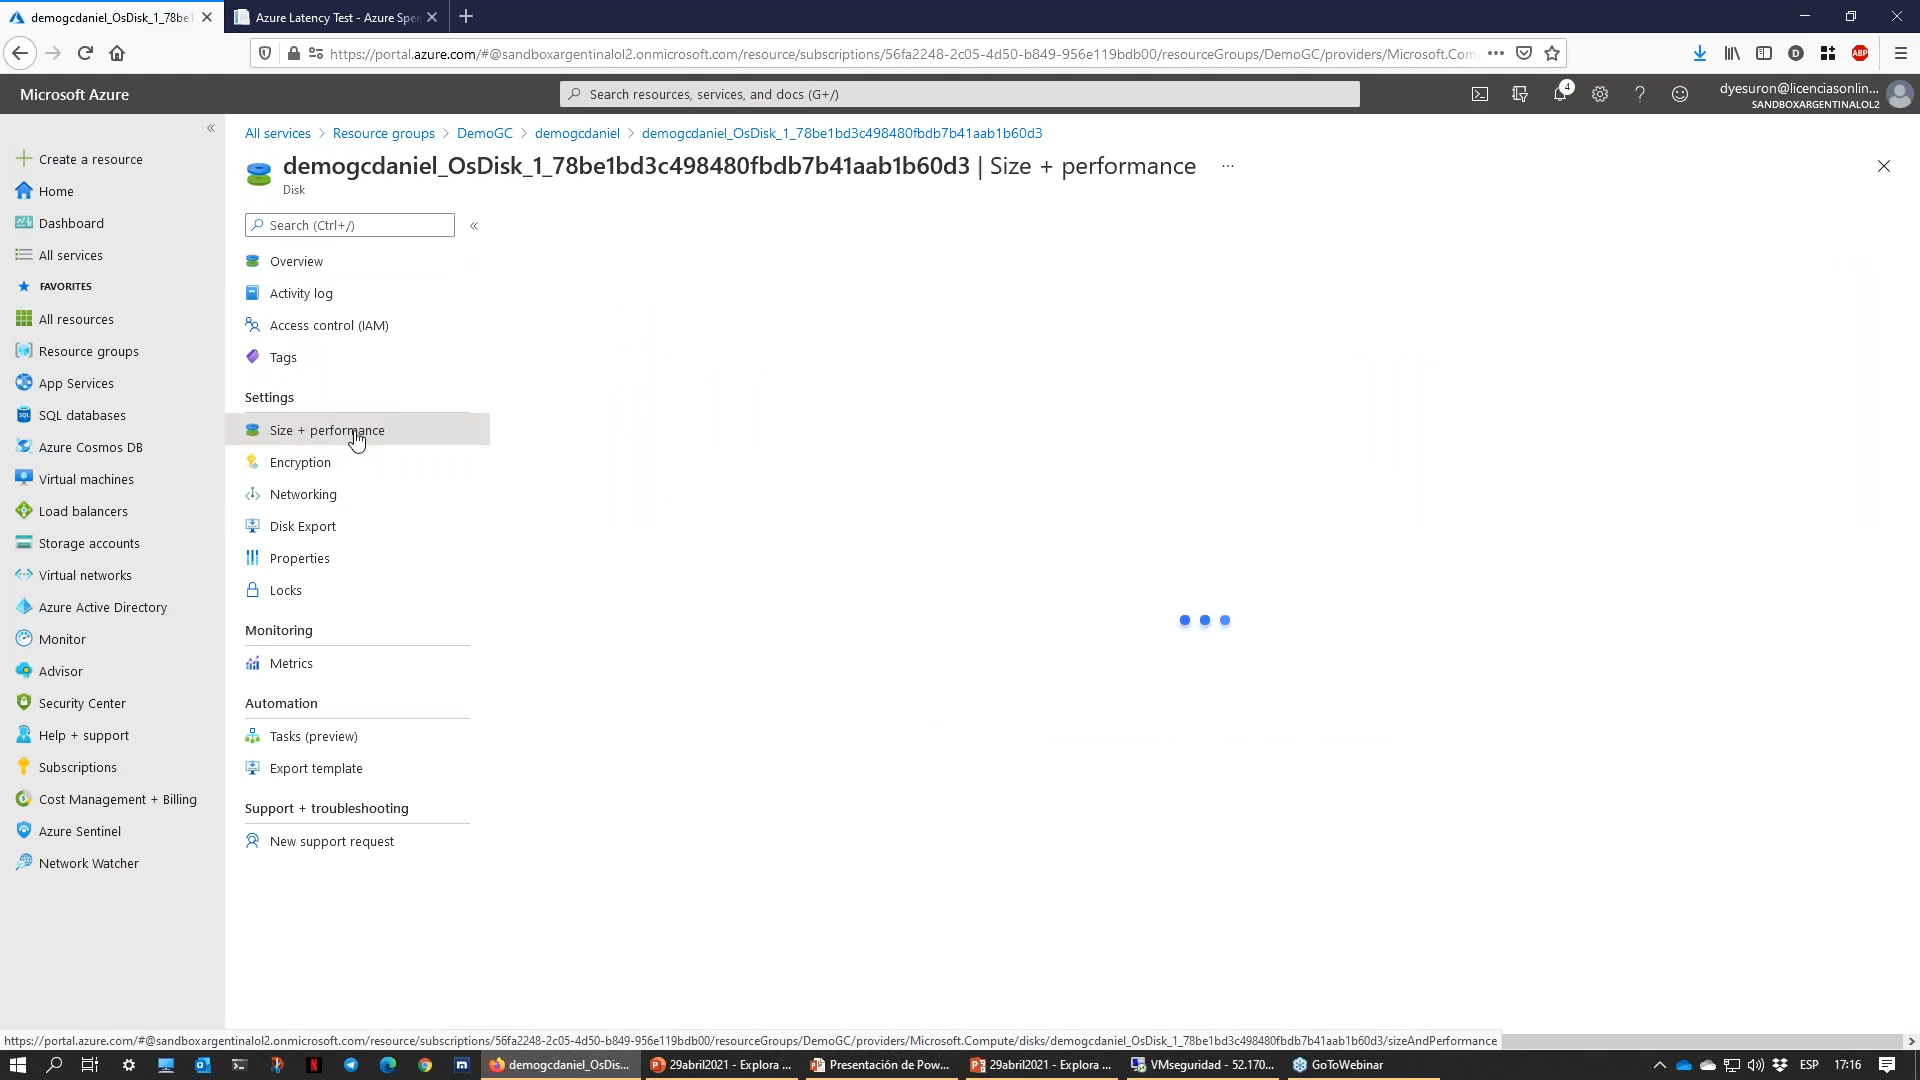 demogcdaniel_OsDisk_1_78be1
Azure Latency Test - Azure Spee
https://portal.azure.com/#@sandboxargentinalol2.onmicrosoft.com/resource/subscriptions/56fa2248-2c05-4d50-b849-956e119bdb00/resourceGroups/DemoGC/providers/Microsoft.Com
ABP
Microsoft Azure
Search resources, services, and docs (G+/)
4
dyesuron@licenciasonlin...
SANDBOXARGENTINALOL2
All services > Resource groups > DemoGC > demogcdaniel > demogcdaniel_OsDisk_1_78be1bd3c498480fbdb7b41aab1b60d3
demogcdaniel_OsDisk_1_78be1bd3c498480fbdb7b41aab1b60d3 | Size + performance ...
Disk
Create a resource
Home
Dashboard
All services
FAVORITES
All resources
Resource groups
App Services
SQL databases
Azure Cosmos DB
Virtual machines
Load balancers
Storage accounts
Virtual networks
Azure Active Directory
Monitor
Advisor
Security Center
Help + support
Subscriptions
Cost Management + Billing
Azure Sentinel
Network Watcher
Search (Ctrl+/)
Overview
Activity log
Access control (IAM)
Tags
Settings
Size + performance
Encryption
Networking
Disk Export
Properties
Locks
Monitoring
Metrics
Automation
Tasks (preview)
Export template
Support + troubleshooting
New support request
https://portal.azure.com/#@sandboxargentinalol2.onmicrosoft.com/resource/subscriptions/56fa2248-2c05-4d50-b849-956e119bdb00/resourceGroups/DemoGC/providers/Microsoft.Compute/disks/demogcdaniel_OsDisk_1_78be1bd3c498480fbdb7b41aab1b60d3/sizeAndPerformance
demogcdaniel_OsDis...
29abril2021 - Explora ...
Presentación de Pow...
29abril2021 - Explora ...
VMseguridad - 52.170...
GoToWebinar
ESP
17:16